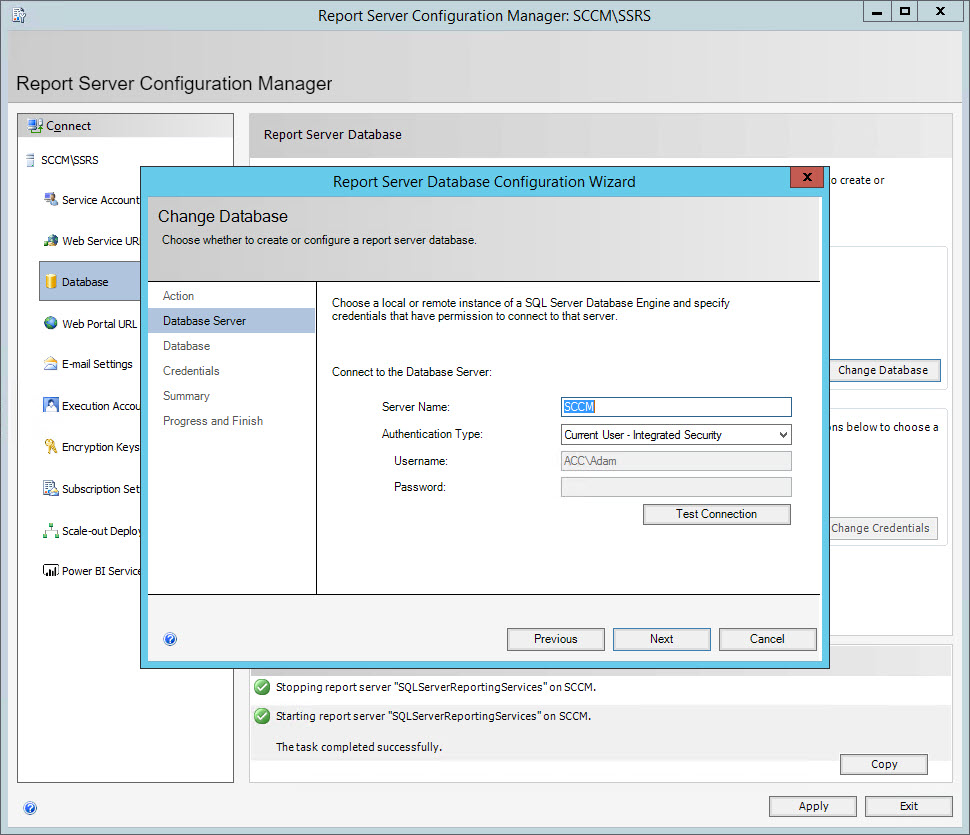 Report Server Configuration Manager: SCCM\SSRS
Report Server Configuration Manager
Connect
SCCM\SSRS
Service Account
Web Service UR
Database
Web Portal URL
E-mail Settings
Execution Accou
Encryption Keys
Subscription Set
Scale-out Deploy
Power BI Service
Report Server Database
o create or
Change Database
ns below to choose a
Change Credentials
Report Server Database Configuration Wizard
Change Database
Choose whether to create or configure a report server database.
Action
Database Server
Database
Credentials
Summary
Progress and Finish
Choose a local or remote instance of a SQL Server Database Engine and specify
credentials that have permission to connect to that server.
Connect to the Database Server:
Server Name: SCCM
Authentication Type: Current User - Integrated Security
Username: ACC\Adam
Password:
Test Connection
Previous Next Cancel
Stopping report server "SQLServerReportingServices" on SCCM.
Starting report server "SQLServerReportingServices" on SCCM.
The task completed successfully.
Copy
Apply Exit